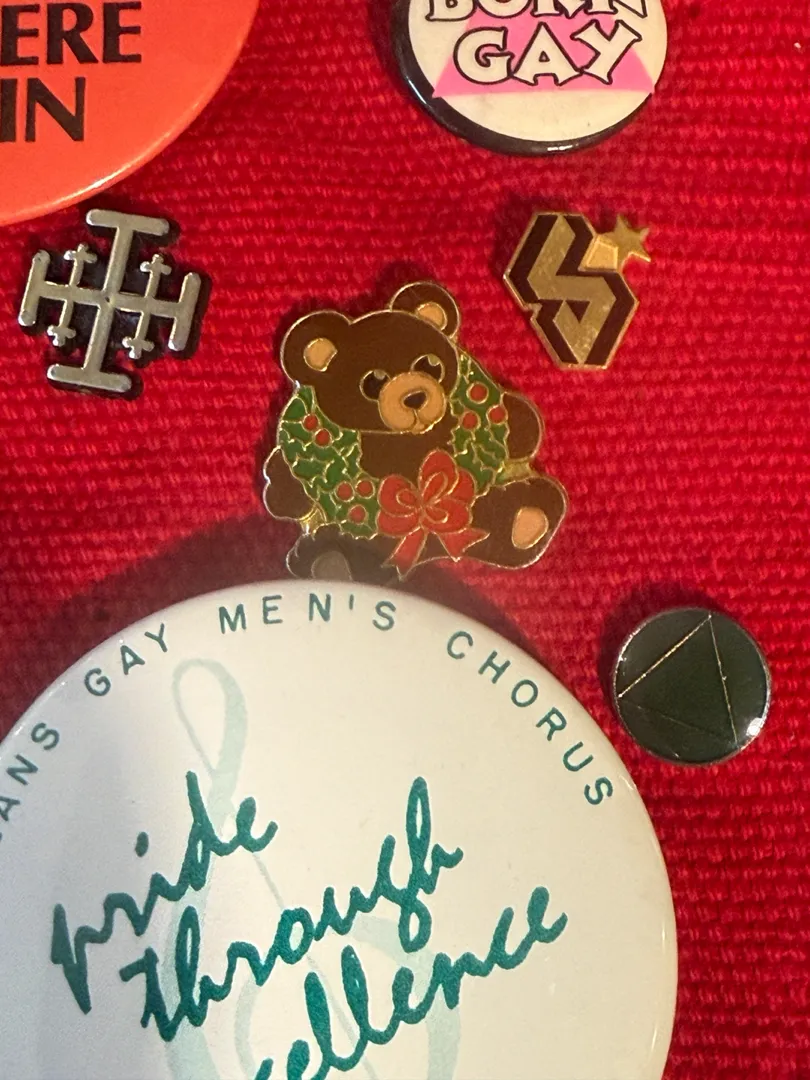 ERE
IN
BORN
GAY
ANS GAY MEN'S CHORUS
pride
through
cellence